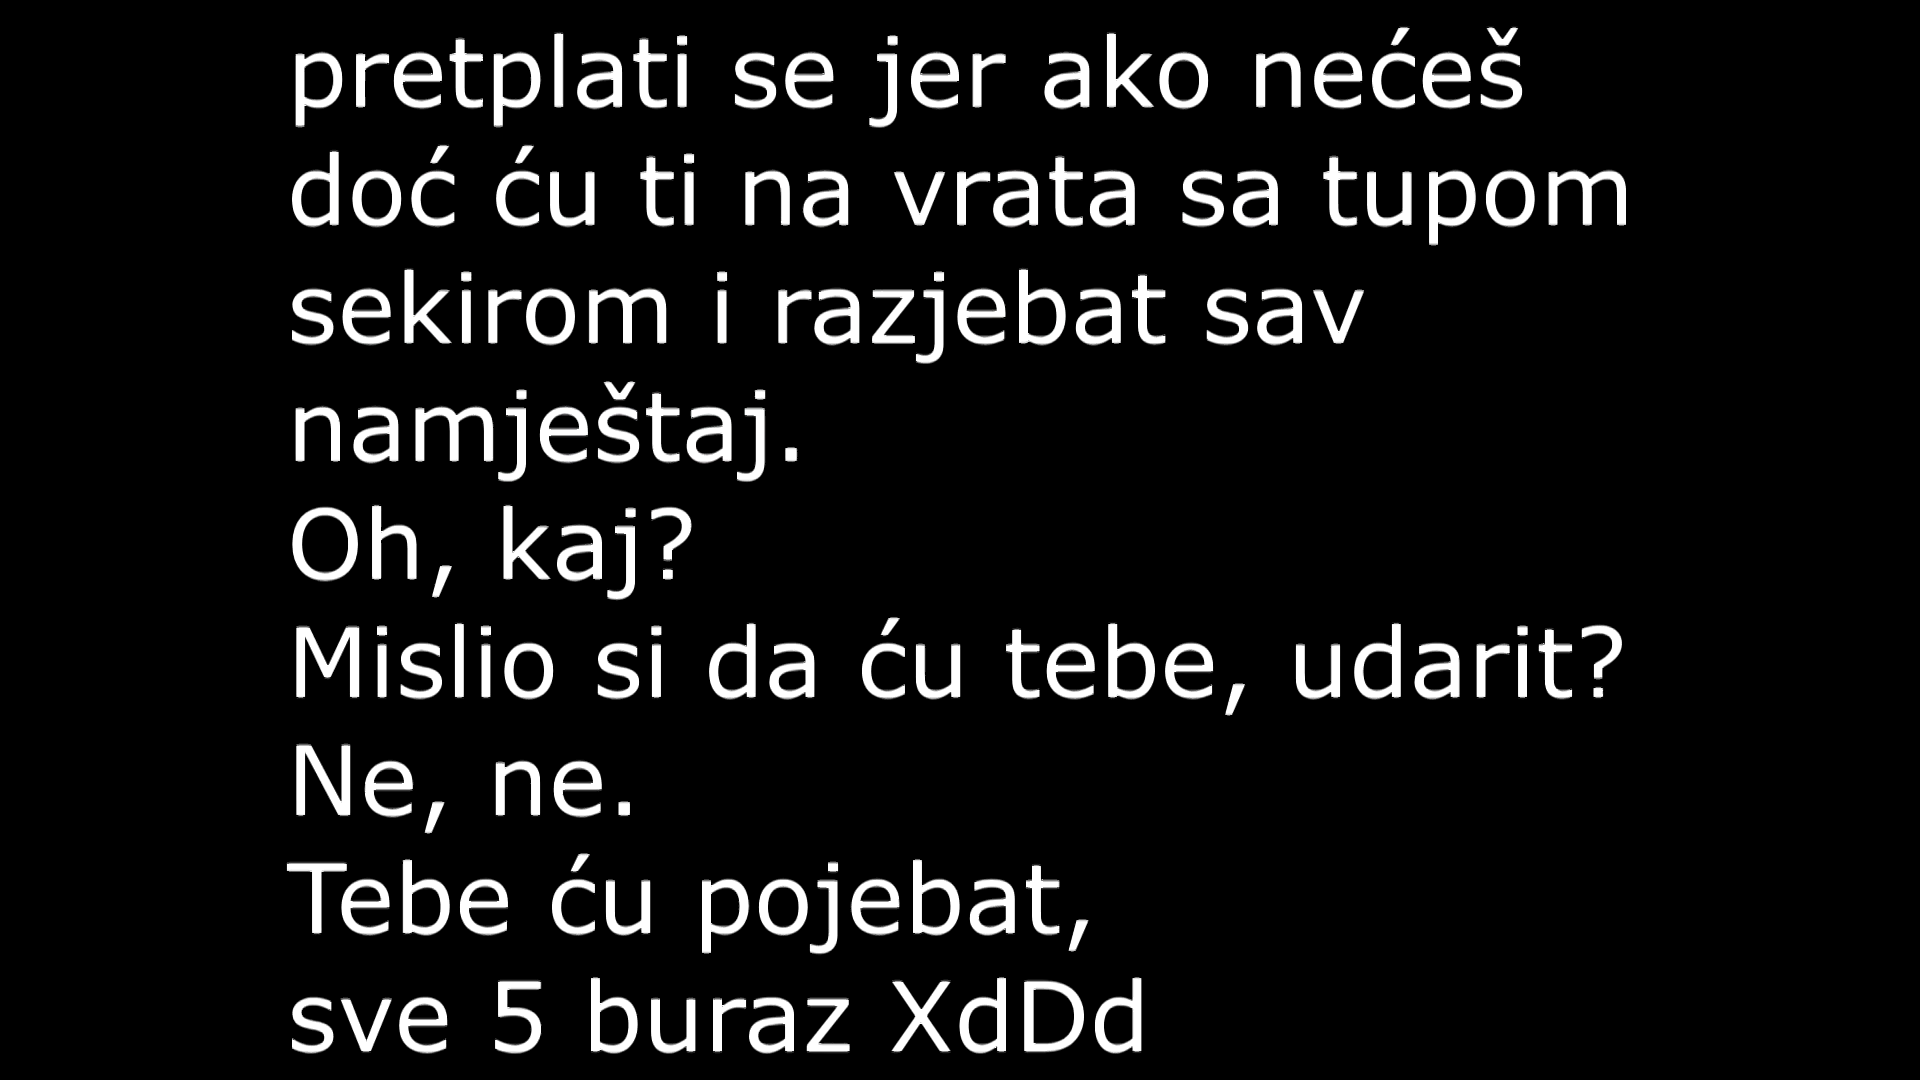 pretplati se jer ako nećeš
doć ću ti na vrata sa tupom
sekirom i razjebat sav
namještaj.
Oh, kaj?
Mislio si da ću tebe, udarit?
Ne, ne.
Tebe ću pojebat,
sve 5 buraz XdDd